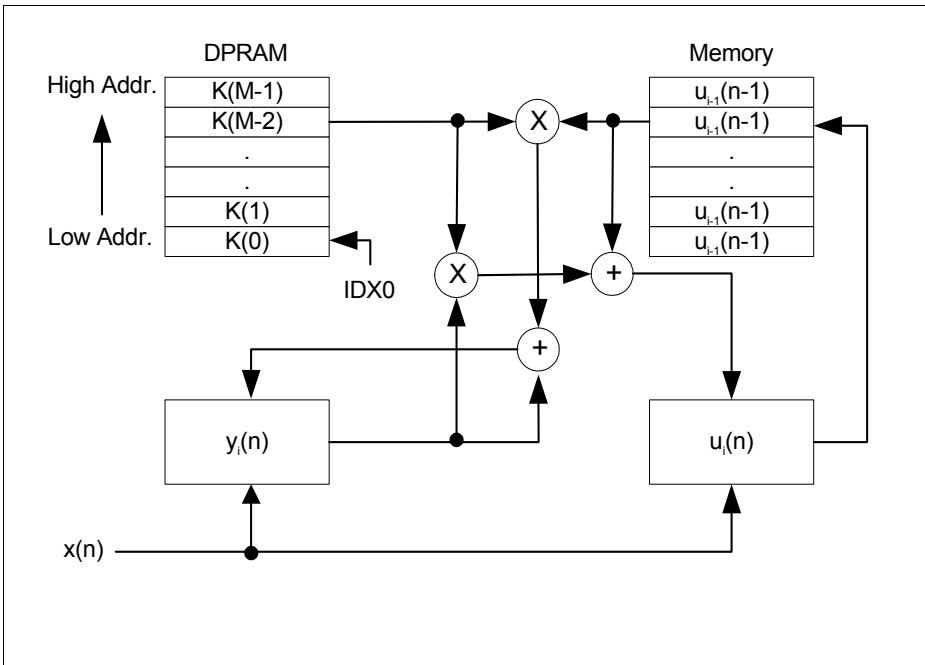 DPRAM
Memory
High Addr.
Low Addr.
K(M-1)
K(M-2)
.
.
K(1)
K(0)
IDX0
X
X
+
+
u_{i-1}(n-1)
u_{i-1}(n-1)
.
.
u_{i-1}(n-1)
u_{i-1}(n-1)
y_i(n)
u_i(n)
x(n)